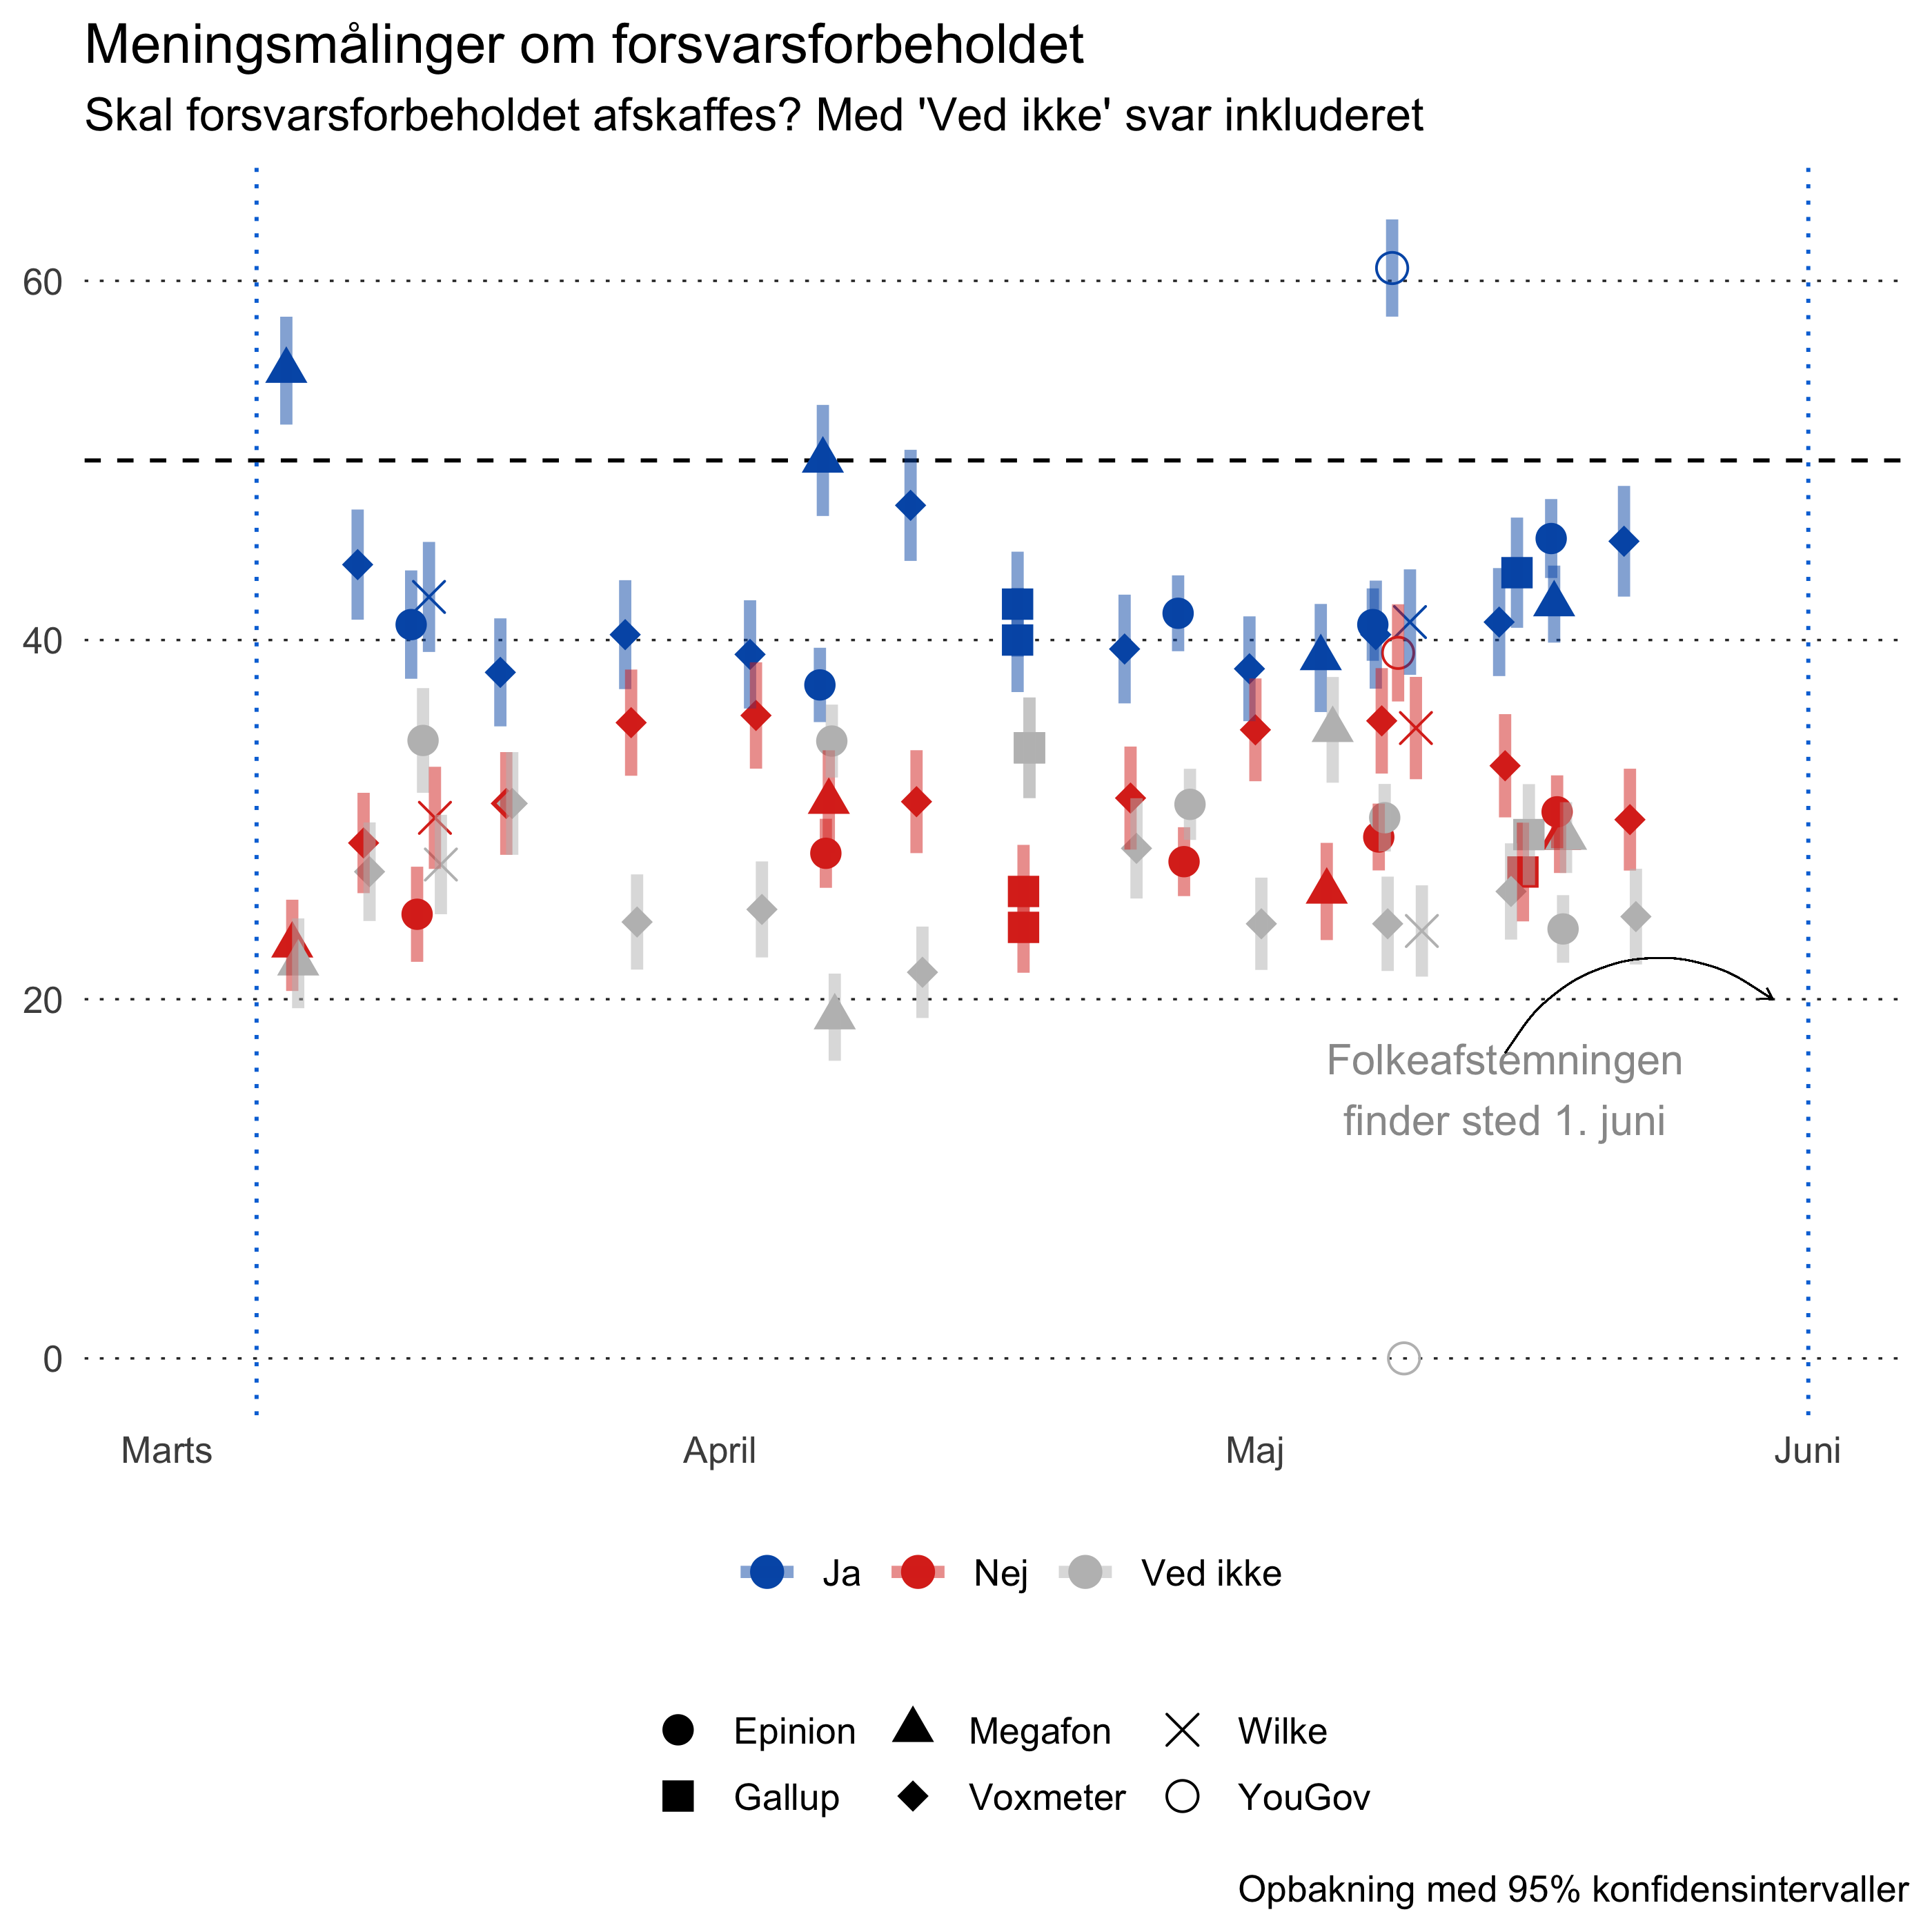 Meningsmålinger om forsvarsforbeholdet
Skal forsvarsforbeholdet afskaffes? Med 'Ved ikke' svar inkluderet
60
40
20
0
Folkeafstemningen
finder sted 1. juni
Marts April Maj Juni
Ja Nej Ved ikke
Epinion Megafon Wilke
Gallup Voxmeter YouGov
Opbakning med 95% konfidensintervaller